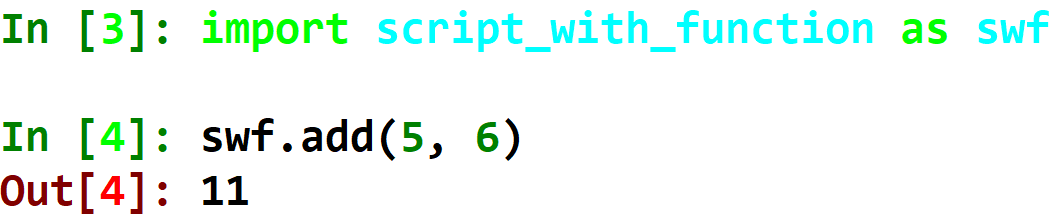 In [3]: import script_with_function as swf
In [4]: swf.add(5, 6)
Out[4]: 11